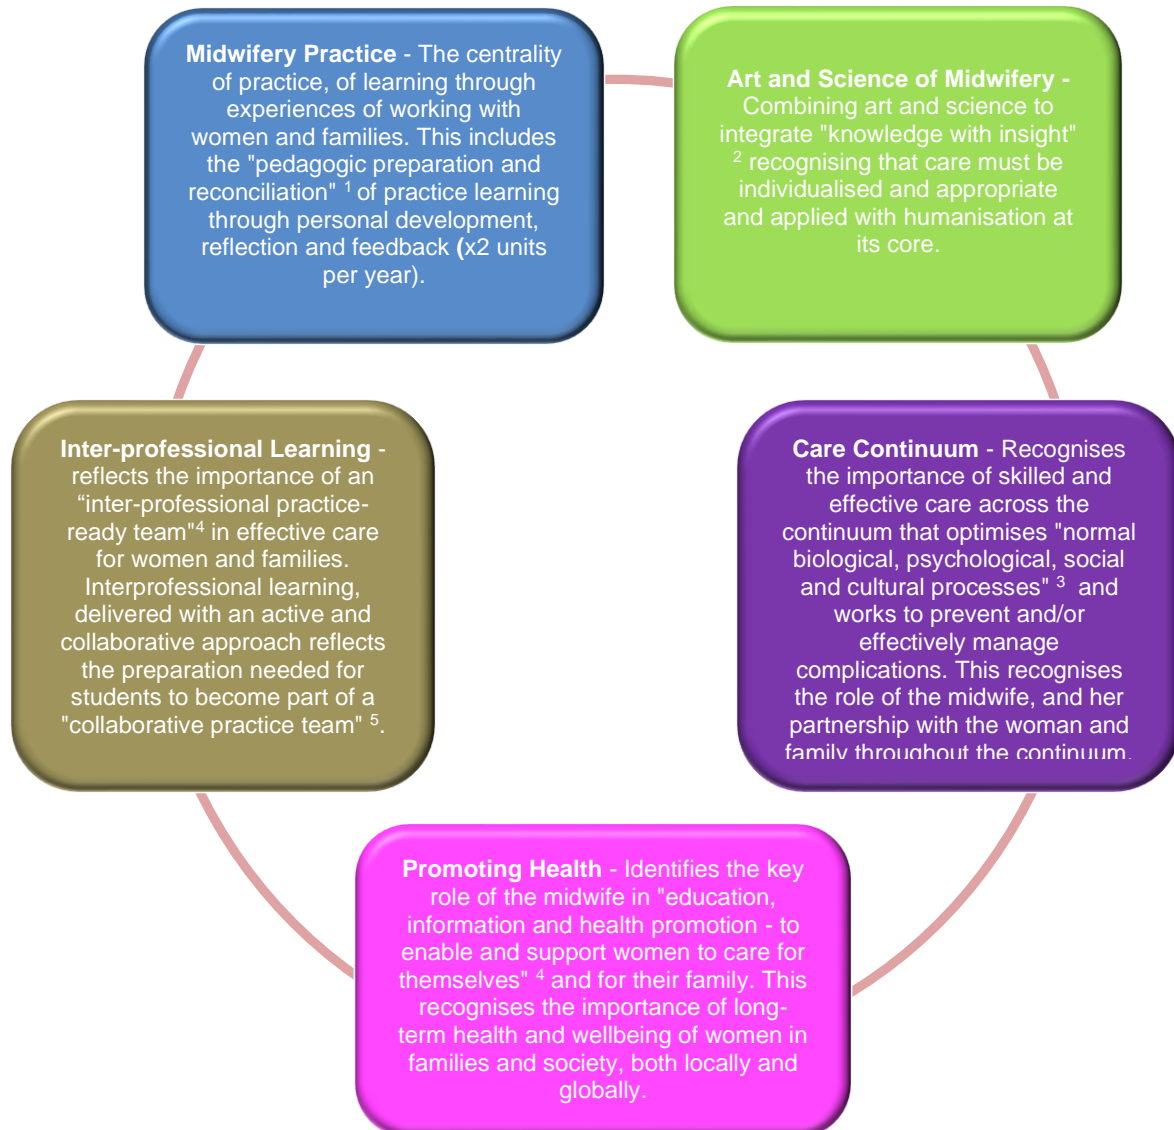 Midwifery Practice - The centrality
of practice, of learning through
experiences of working with
women and families. This includes
the "pedagogic preparation and
reconciliation" ¹ of practice learning
through personal development,
reflection and feedback (x2 units
per year).
Art and Science of Midwifery -
Combining art and science to
integrate "knowledge with insight"
² recognising that care must be
individualised and appropriate
and applied with humanisation at
its core.
Care Continuum - Recognises
the importance of skilled and
effective care across the
continuum that optimises "normal
biological, psychological, social
and cultural processes" ³ and
works to prevent and/or
effectively manage
complications. This recognises
the role of the midwife, and her
partnership with the woman and
family throughout the continuum.
Promoting Health - Identifies the key
role of the midwife in "education,
information and health promotion - to
enable and support women to care for
themselves" ⁴ and for their family. This
recognises the importance of long-
term health and wellbeing of women in
families and society, both locally and
globally.
Inter-professional Learning -
reflects the importance of an
“inter-professional practice-
ready team"⁴ in effective care
for women and families.
Interprofessional learning,
delivered with an active and
collaborative approach reflects
the preparation needed for
students to become part of a
"collaborative practice team" ⁵.